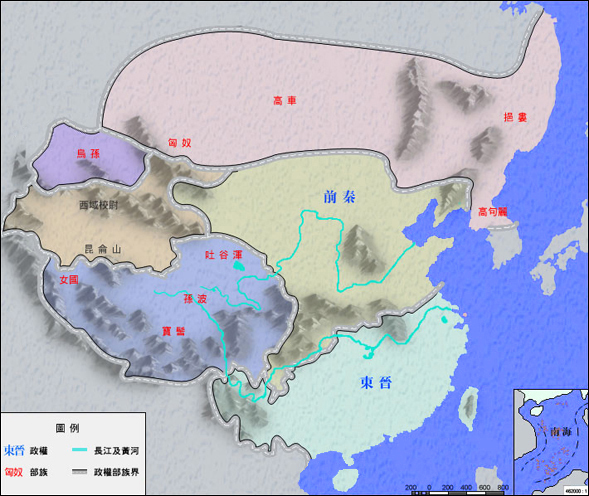 高車
挹婁
匈奴
烏孫
前秦
西域校尉
高句麗
昆侖山
吐谷渾
女國
孫波
寶髻
東晉
圖例
東晉 政權
長江及黃河
匈奴 部族
政權部族界
南海
200 0 200 400 600 800